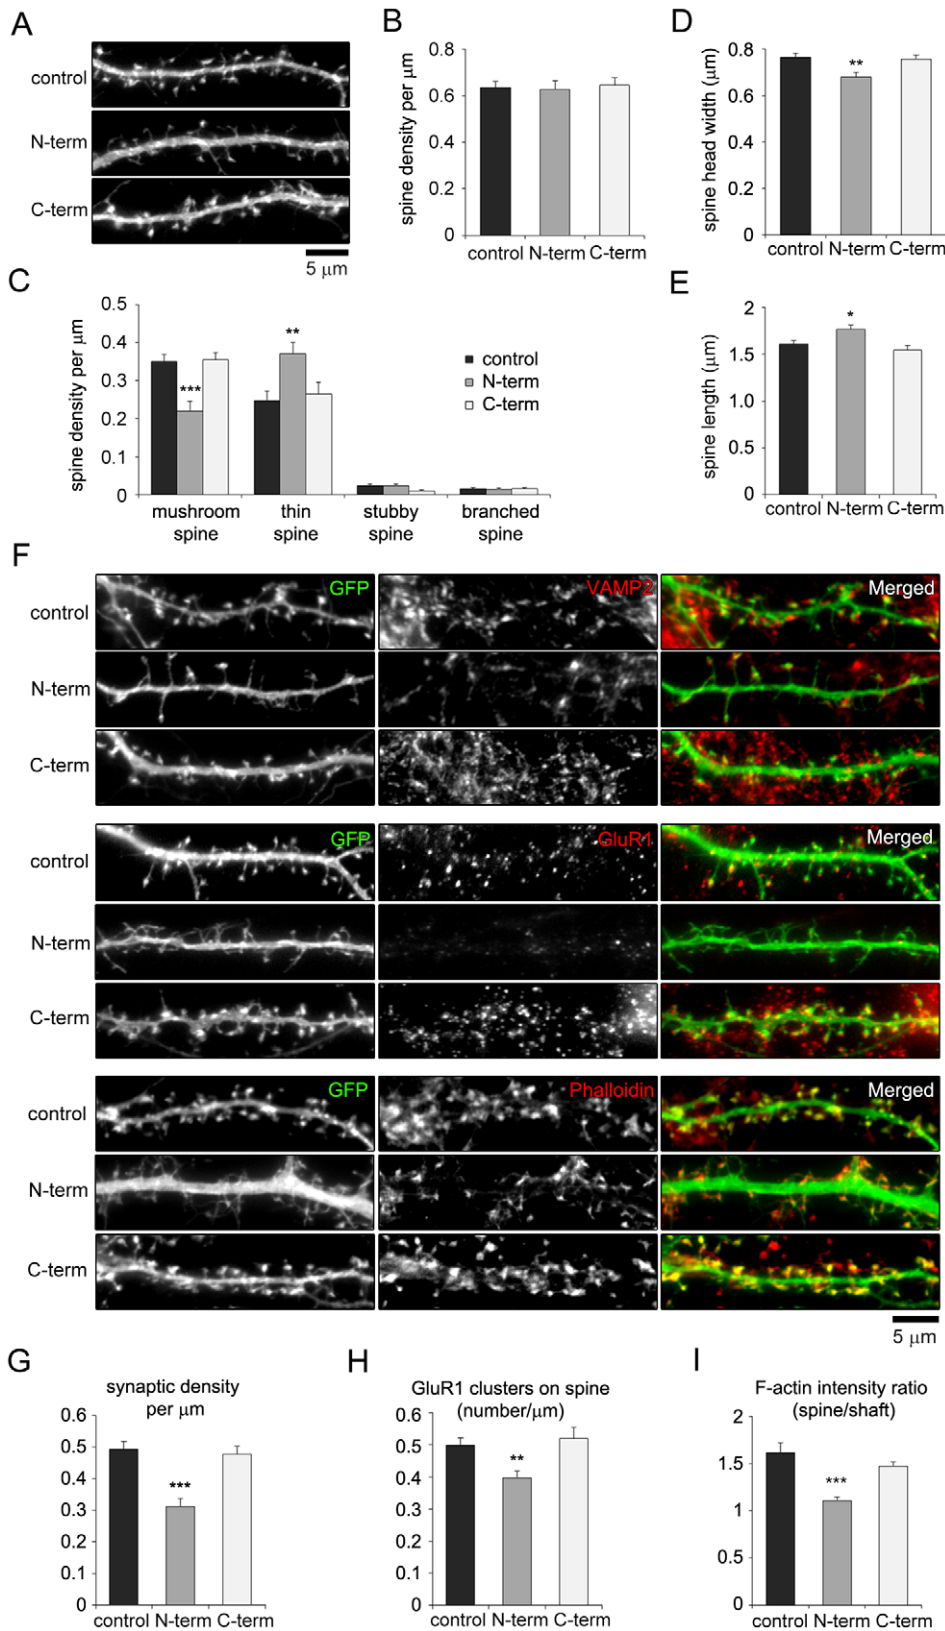 A
control
N-term
C-term
5 μm
B
spine density per μm
0.8
0.6
0.4
0.2
0
control N-term C-term
D
spine head width (μm)
0.8
0.6
0.4
0.2
0
**
control N-term C-term
C
spine density per μm
0.5
0.4
0.3
0.2
0.1
0
***
**
mushroom spine
thin spine
stubby spine
branched spine
control
N-term
C-term
E
spine length (μm)
2
1.5
1
0.5
0
*
control N-term C-term
F
control
GFP
VAMP2
Merged
N-term
C-term
control
GFP
GluR1
Merged
N-term
C-term
control
GFP
Phalloidin
Merged
N-term
C-term
5 μm
G
synaptic density
per μm
0.6
0.5
0.4
0.3
0.2
0.1
0
***
control N-term C-term
H
GluR1 clusters on spine
(number/μm)
0.6
0.5
0.4
0.3
0.2
0.1
0
**
control N-term C-term
I
F-actin intensity ratio
(spine/shaft)
2
1.5
1
0.5
0
***
control N-term C-term